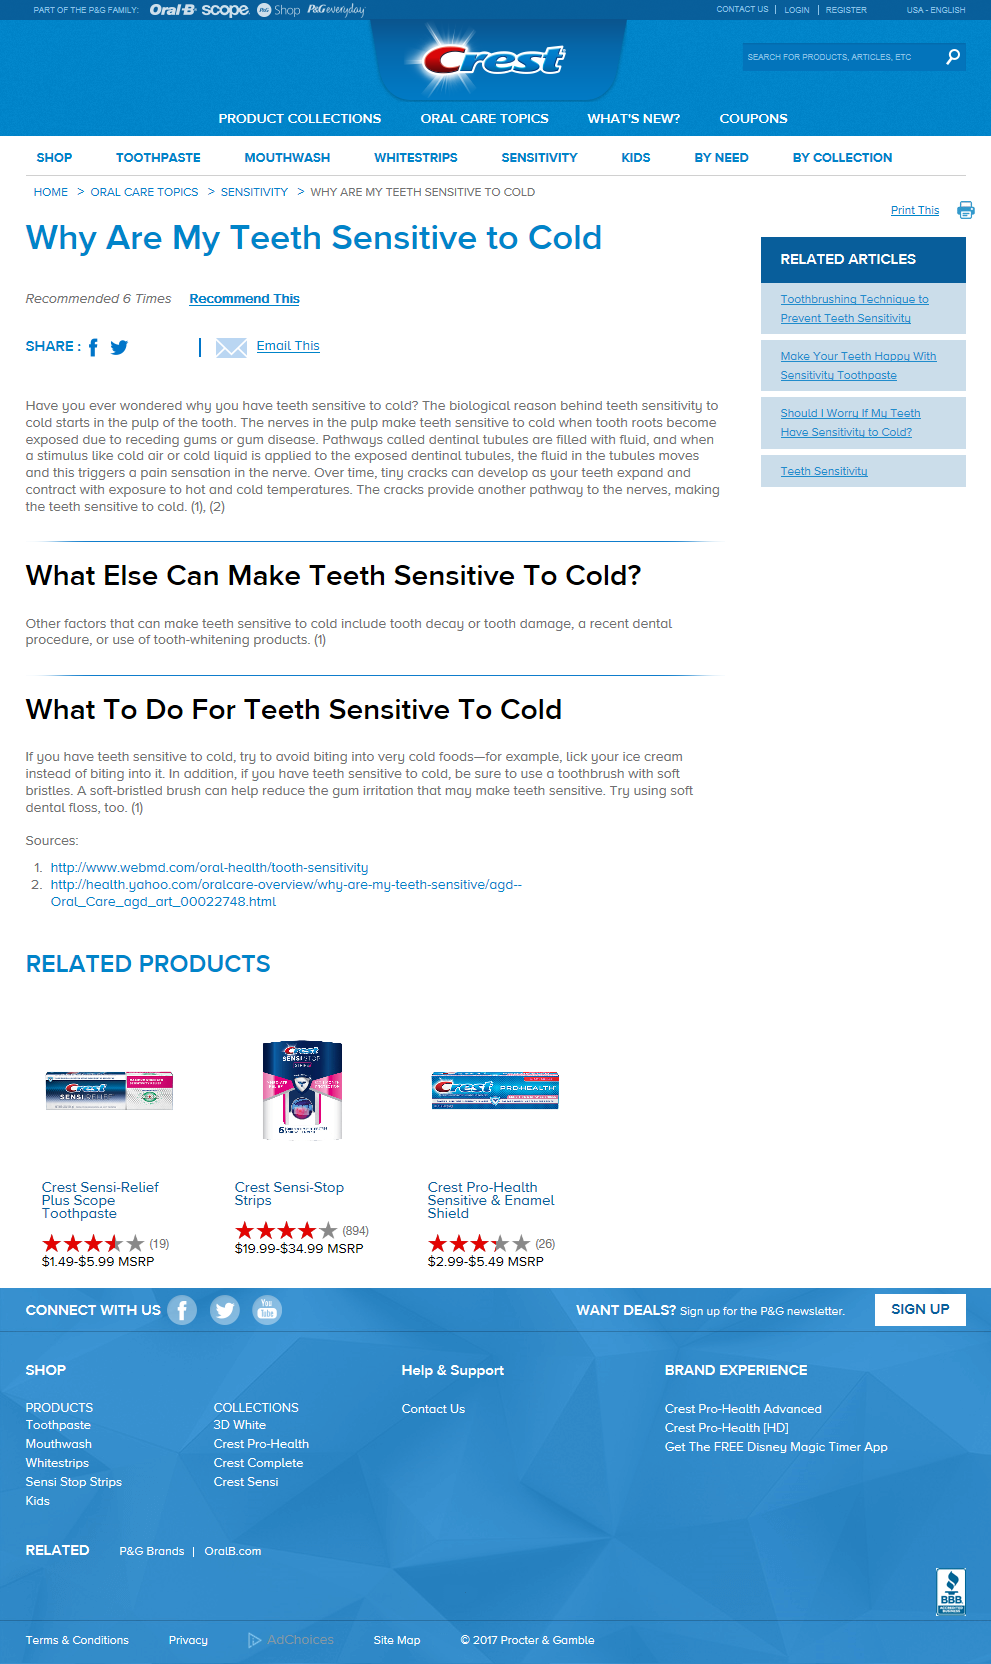 PART OF THE P&G FAMILY: Oral-B scope P&G Shop P&G everyday
CONTACT US | LOGIN | REGISTER USA - ENGLISH
Crest
SEARCH FOR PRODUCTS, ARTICLES, ETC
PRODUCT COLLECTIONS ORAL CARE TOPICS WHAT'S NEW? COUPONS
SHOP TOOTHPASTE MOUTHWASH WHITESTRIPS SENSITIVITY KIDS BY NEED BY COLLECTION
HOME > ORAL CARE TOPICS > SENSITIVITY > WHY ARE MY TEETH SENSITIVE TO COLD
Print This
Why Are My Teeth Sensitive to Cold
Recommended 6 Times Recommend This
SHARE : | Email This
Have you ever wondered why you have teeth sensitive to cold? The biological reason behind teeth sensitivity to
cold starts in the pulp of the tooth. The nerves in the pulp make teeth sensitive to cold when tooth roots become
exposed due to receding gums or gum disease. Pathways called dentinal tubules are filled with fluid, and when
a stimulus like cold air or cold liquid is applied to the exposed dentinal tubules, the fluid in the tubules moves
and this triggers a pain sensation in the nerve. Over time, tiny cracks can develop as your teeth expand and
contract with exposure to hot and cold temperatures. The cracks provide another pathway to the nerves, making
the teeth sensitive to cold. (1), (2)
RELATED ARTICLES
Toothbrushing Technique to
Prevent Teeth Sensitivity
Make Your Teeth Happy With
Sensitivity Toothpaste
Should I Worry If My Teeth
Have Sensitivity to Cold?
Teeth Sensitivity
What Else Can Make Teeth Sensitive To Cold?
Other factors that can make teeth sensitive to cold include tooth decay or tooth damage, a recent dental
procedure, or use of tooth-whitening products. (1)
What To Do For Teeth Sensitive To Cold
If you have teeth sensitive to cold, try to avoid biting into very cold foods—for example, lick your ice cream
instead of biting into it. In addition, if you have teeth sensitive to cold, be sure to use a toothbrush with soft
bristles. A soft-bristled brush can help reduce the gum irritation that may make teeth sensitive. Try using soft
dental floss, too. (1)
Sources:
1. http://www.webmd.com/oral-health/tooth-sensitivity
2. http://health.yahoo.com/oralcare-overview/why-are-my-teeth-sensitive/agd--
Oral_Care_agd_art_00022748.html
RELATED PRODUCTS
Crest
SENSI RELIEF
Crest
SENSI STOP
STRIPS
6
Crest PRO-HEALTH
Crest Sensi-Relief
Plus Scope
Toothpaste
(19)
$1.49-$5.99 MSRP
Crest Sensi-Stop
Strips
(894)
$19.99-$34.99 MSRP
Crest Pro-Health
Sensitive & Enamel
Shield
(26)
$2.99-$5.49 MSRP
CONNECT WITH US f You Tube
WANT DEALS? Sign up for the P&G newsletter. SIGN UP
SHOP
PRODUCTS
Toothpaste
Mouthwash
Whitestrips
Sensi Stop Strips
Kids
COLLECTIONS
3D White
Crest Pro-Health
Crest Complete
Crest Sensi
Help & Support
Contact Us
BRAND EXPERIENCE
Crest Pro-Health Advanced
Crest Pro-Health [HD]
Get The FREE Disney Magic Timer App
RELATED P&G Brands | OralB.com
BBB
ACCREDITED
BUSINESS
Terms & Conditions Privacy AdChoices Site Map © 2017 Procter & Gamble